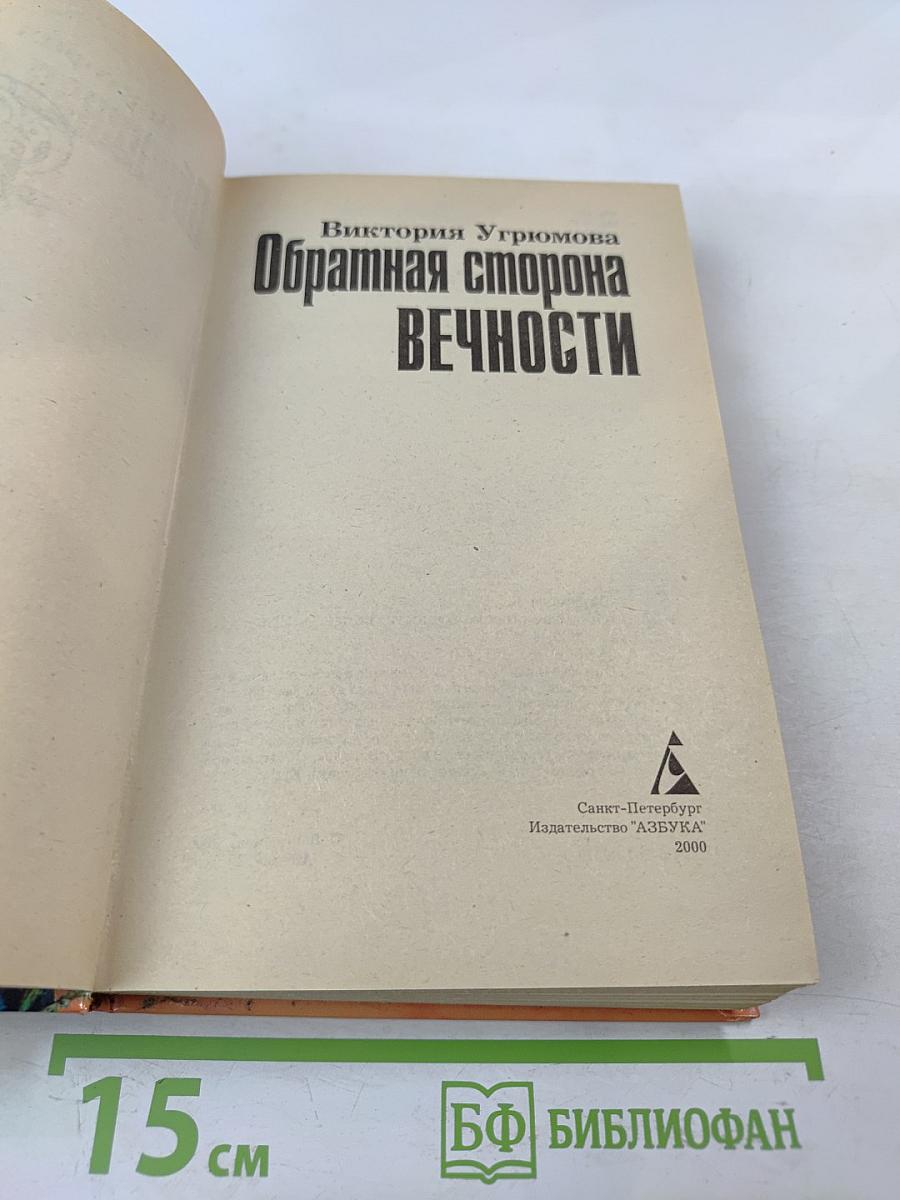 Виктория Угрюмова
Обратная сторона
ВЕЧНОСТИ
Санкт-Петербург
Издательство "АЗБУКА"
2000
15 см
БФ БИБЛИОФАН